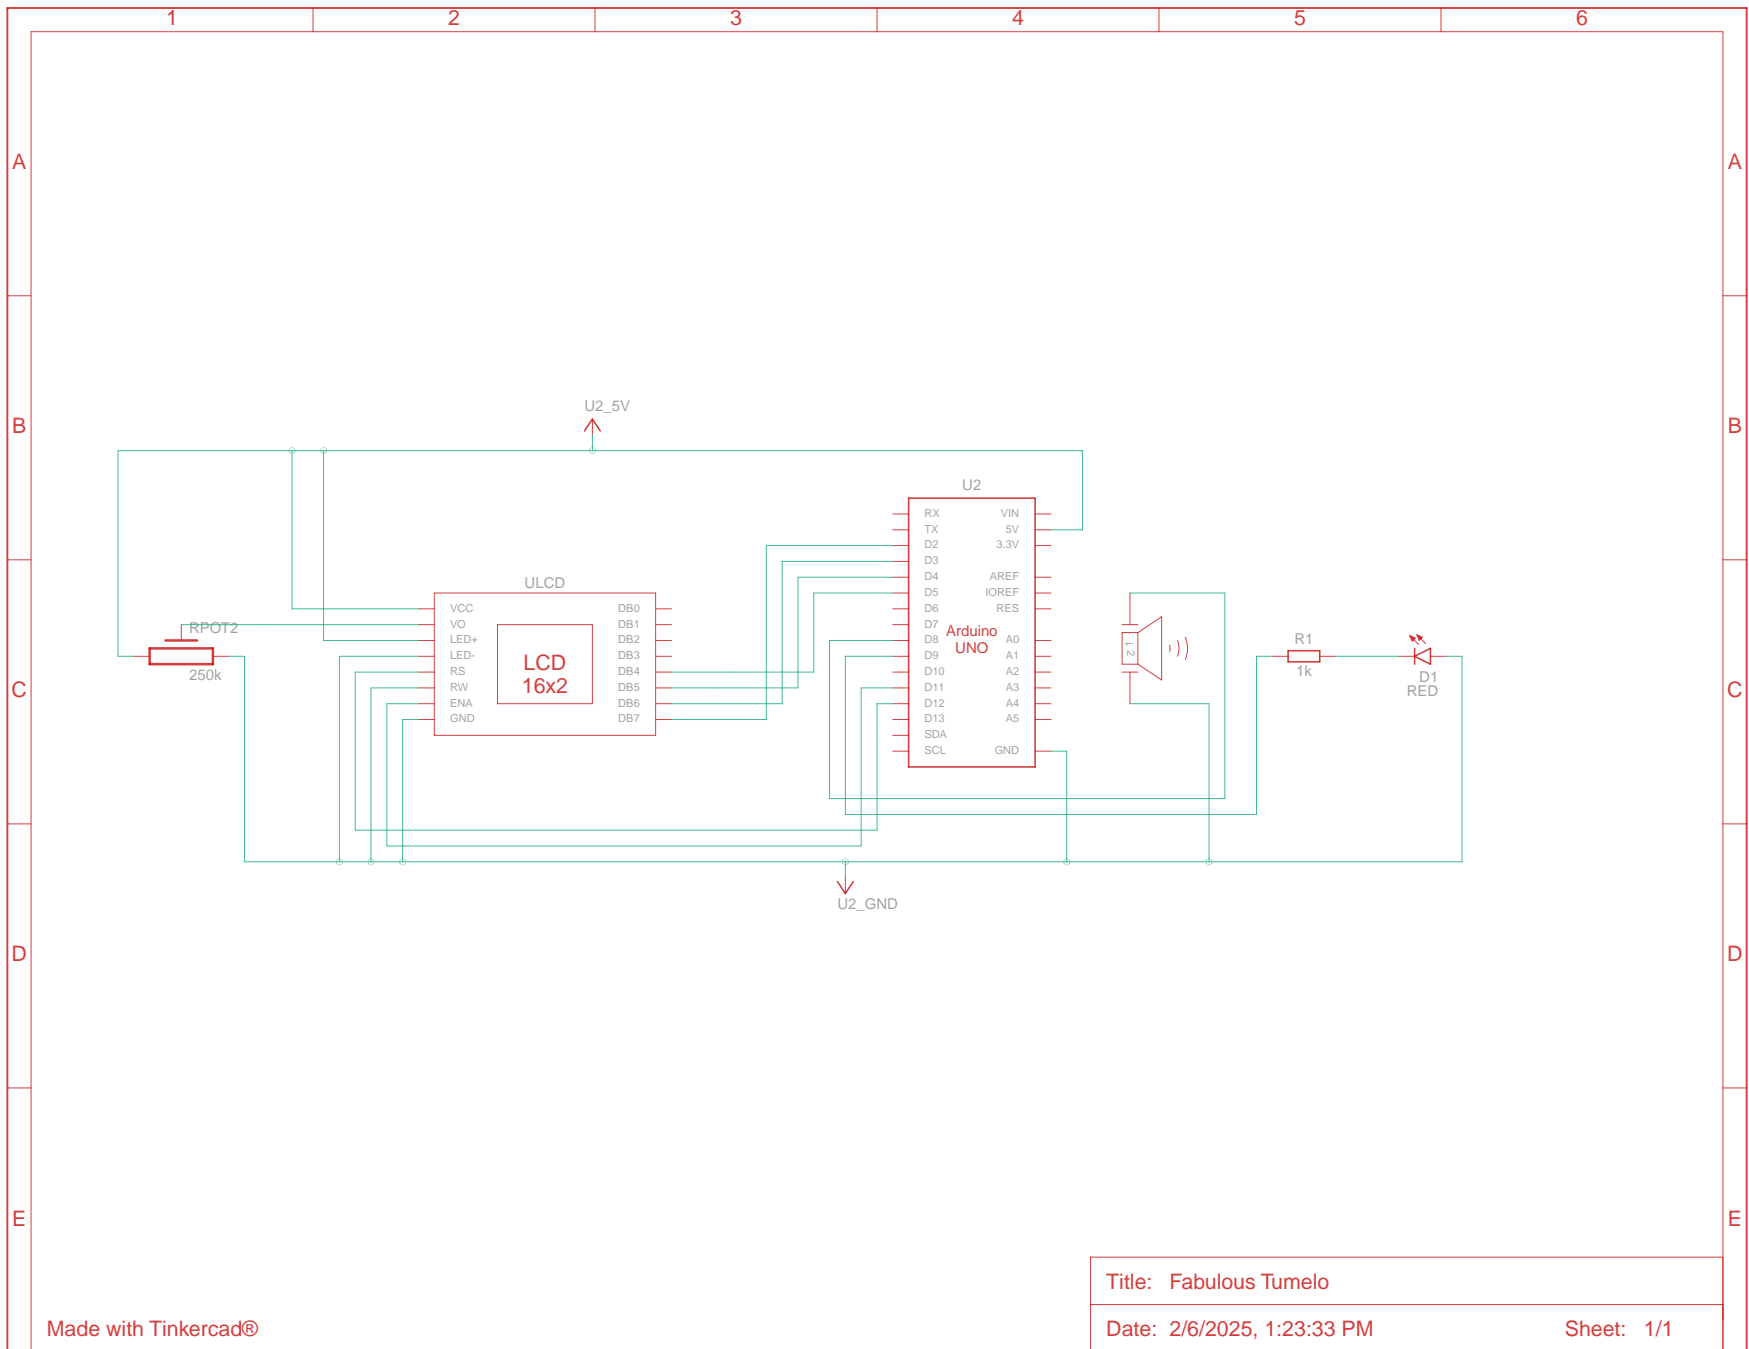 1 2 3 4 5 6
A A
B B
C C
D D
E E
U2_5V
U2
RX VIN
TX 5V
D2 3.3V
D3
D4 AREF
D5 IOREF
D6 RES
D7
D8 A0
D9 A1
D10 A2
D11 A3
D12 A4
D13 A5
SDA
SCL GND
Arduino
UNO
ULCD
VCC DB0
VO DB1
LED+ DB2
LED- DB3
RS DB4
RW DB5
ENA DB6
GND DB7
LCD
16x2
RPOT2
250k
1 2
R1
1k
D1
RED
U2_GND
Title: Fabulous Tumelo
Made with Tinkercad®
Date: 2/6/2025, 1:23:33 PM Sheet: 1/1